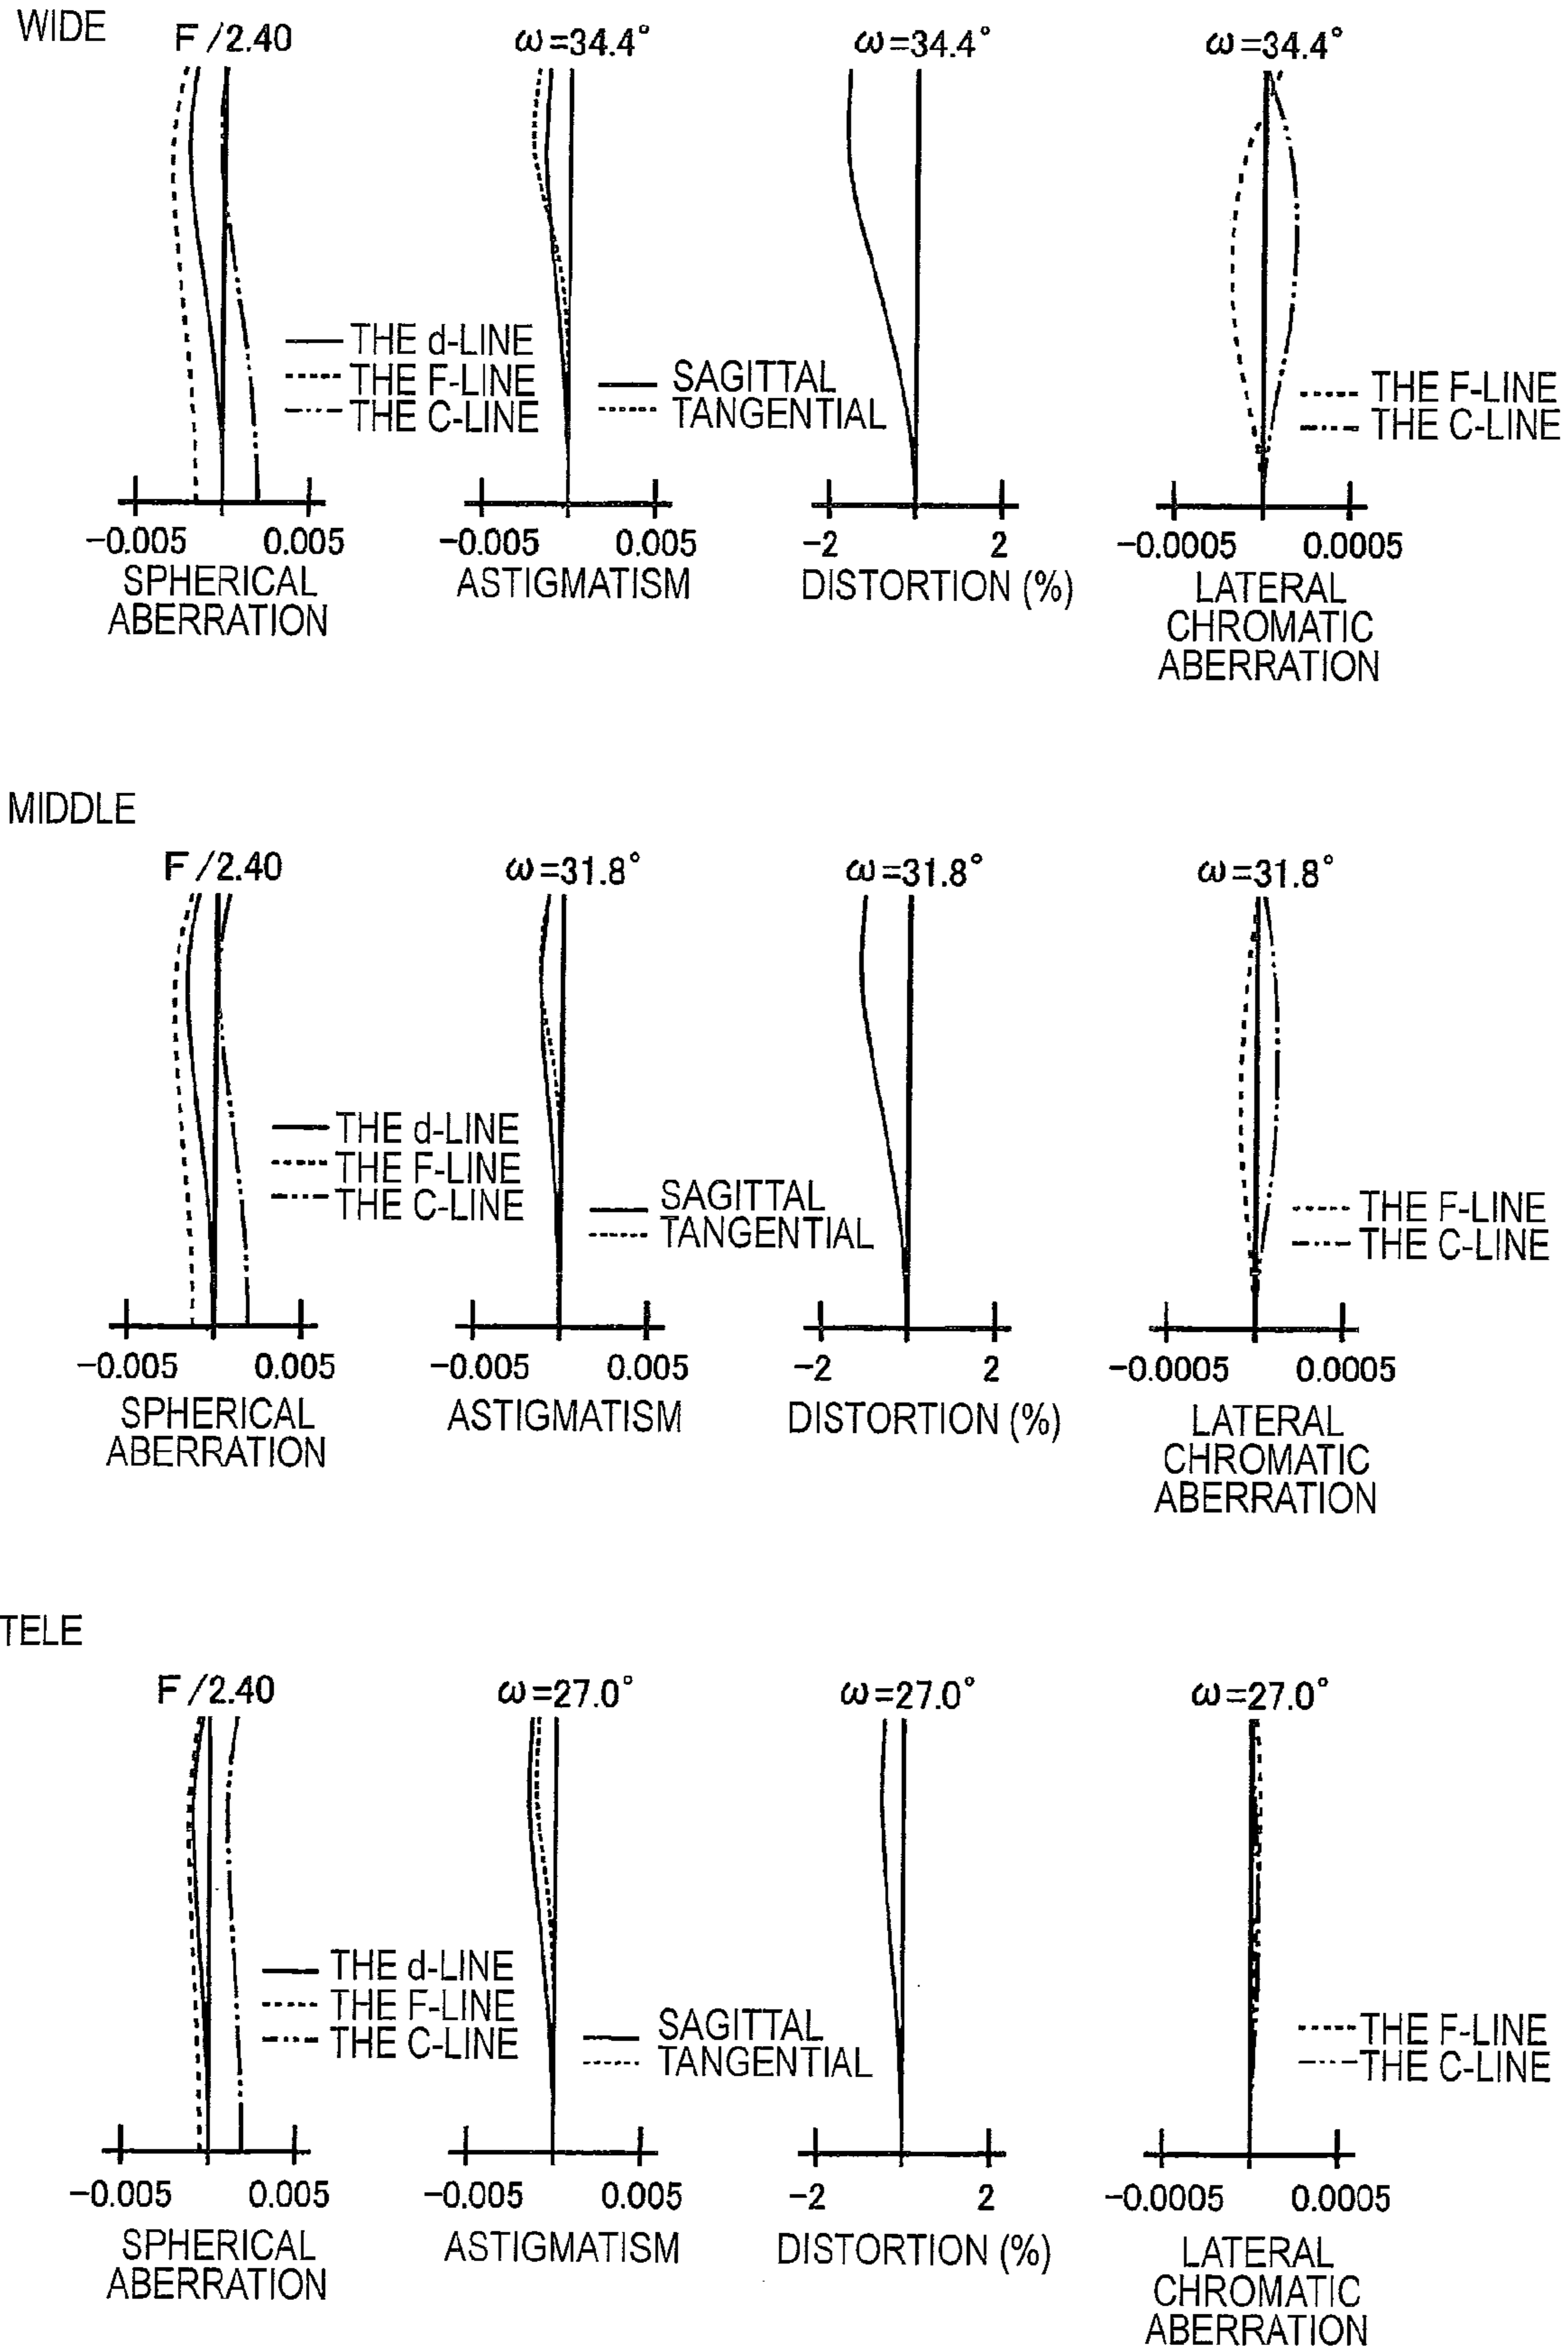 WIDE
F/2.40
ω=34.4°
ω=34.4°
ω=34.4°
THE d-LINE
THE F-LINE
THE C-LINE
SAGITTAL
TANGENTIAL
THE F-LINE
THE C-LINE
−0.005 0.005
SPHERICAL
ABERRATION
−0.005 0.005
ASTIGMATISM
−2 2
DISTORTION (%)
−0.0005 0.0005
LATERAL
CHROMATIC
ABERRATION
MIDDLE
F/2.40
ω=31.8°
ω=31.8°
ω=31.8°
THE d-LINE
THE F-LINE
THE C-LINE
SAGITTAL
TANGENTIAL
THE F-LINE
THE C-LINE
−0.005 0.005
SPHERICAL
ABERRATION
−0.005 0.005
ASTIGMATISM
−2 2
DISTORTION (%)
−0.0005 0.0005
LATERAL
CHROMATIC
ABERRATION
TELE
F/2.40
ω=27.0°
ω=27.0°
ω=27.0°
THE d-LINE
THE F-LINE
THE C-LINE
SAGITTAL
TANGENTIAL
THE F-LINE
THE C-LINE
−0.005 0.005
SPHERICAL
ABERRATION
−0.005 0.005
ASTIGMATISM
−2 2
DISTORTION (%)
−0.0005 0.0005
LATERAL
CHROMATIC
ABERRATION